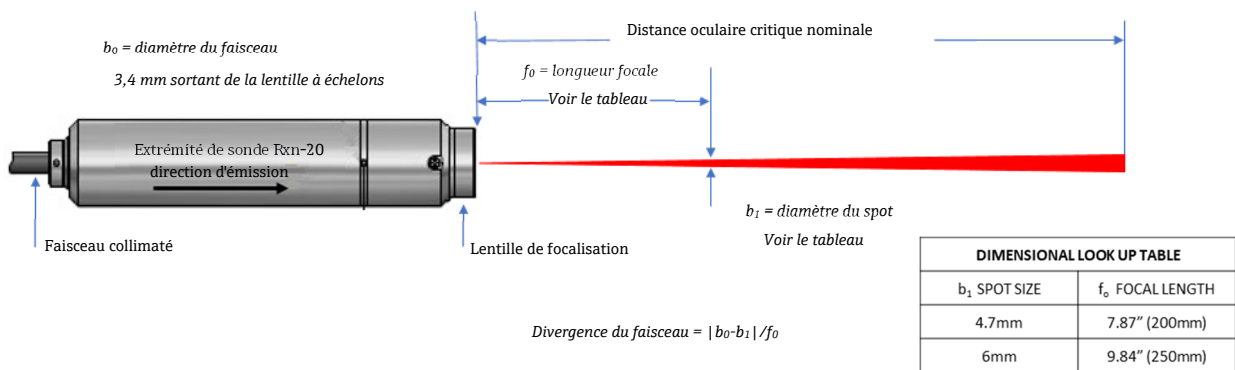 Distance oculaire critique nominale
b₀ = diamètre du faisceau
3,4 mm sortant de la lentille à échelons
f₀ = longueur focale
Voir le tableau
Extrémité de sonde Rxn-20
direction d'émission
b₁ = diamètre du spot
Voir le tableau
Faisceau collimaté
Lentille de focalisation
DIMENSIONAL LOOK UP TABLE
b₁ SPOT SIZE f₀ FOCAL LENGTH
4.7mm 7.87” (200mm)
6mm 9.84” (250mm)
Divergence du faisceau = |b₀-b₁|/f₀